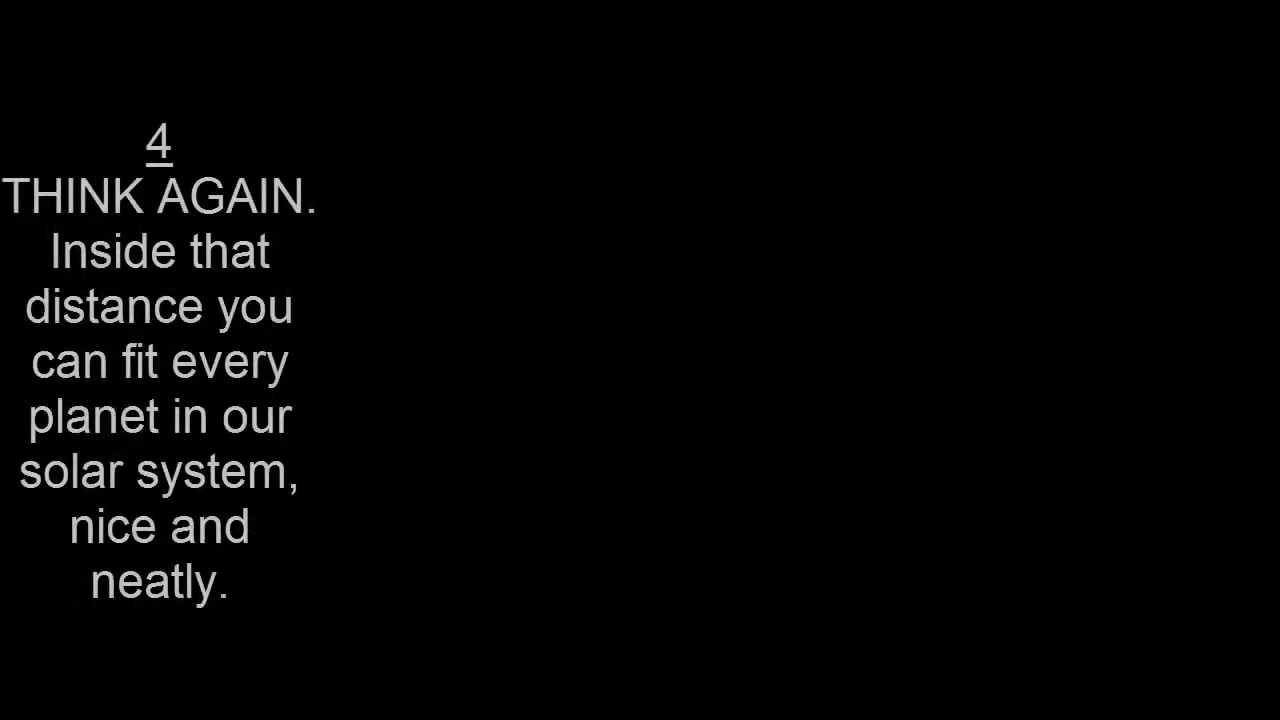 4
THINK AGAIN.
Inside that
distance you
can fit every
planet in our
solar system,
nice and
neatly.